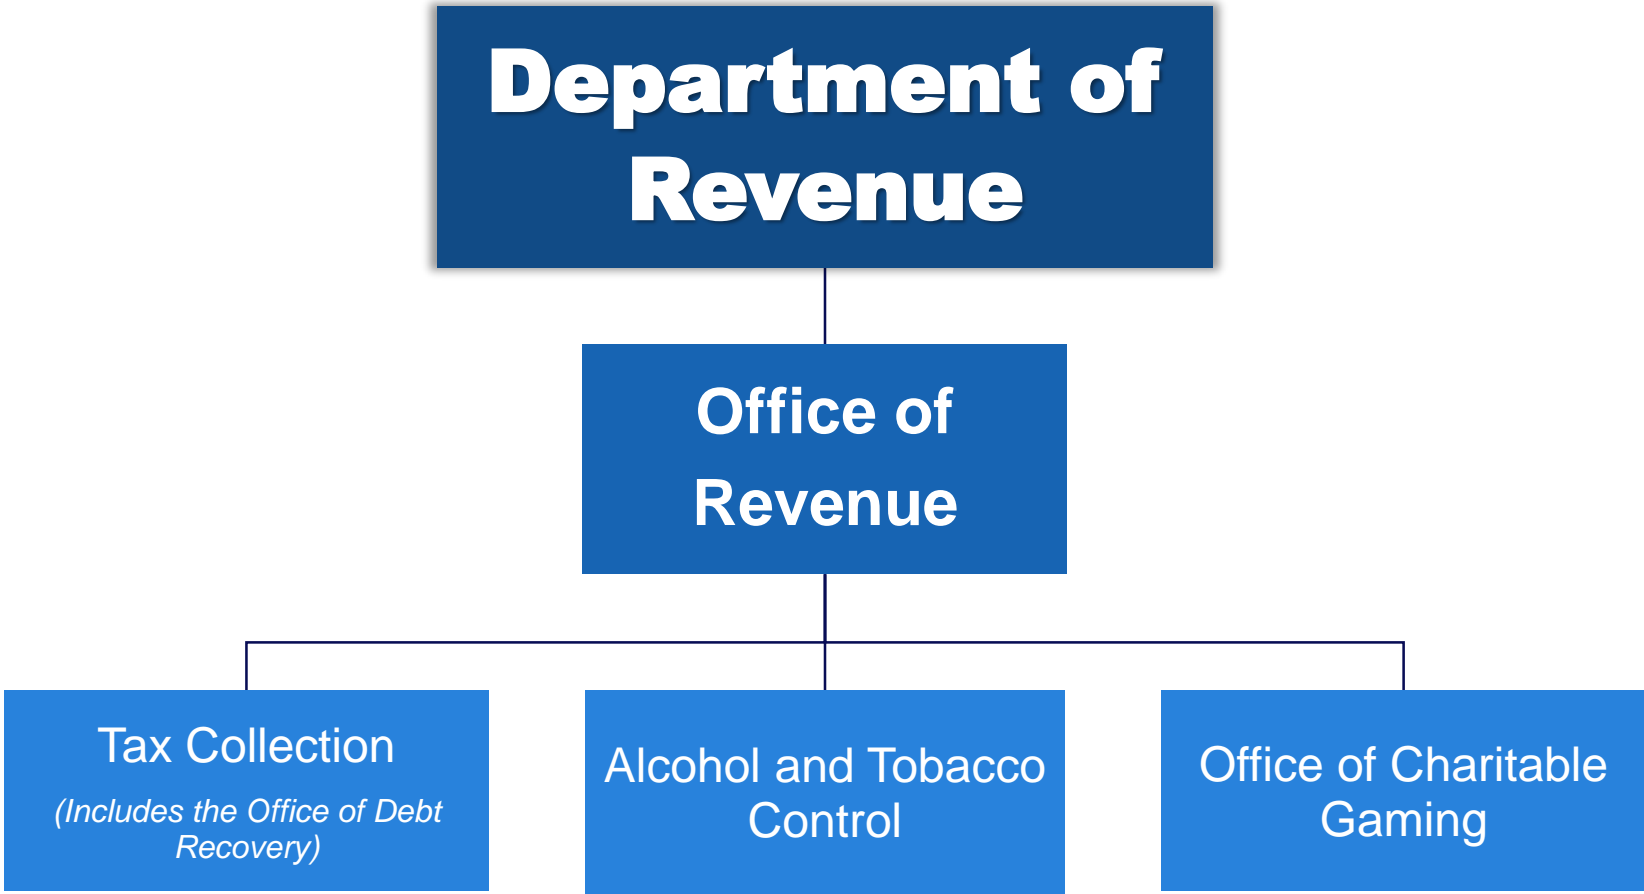 Department of
Revenue
Office of
Revenue
Tax Collection
(Includes the Office of Debt
Recovery)
Alcohol and Tobacco
Control
Office of Charitable
Gaming